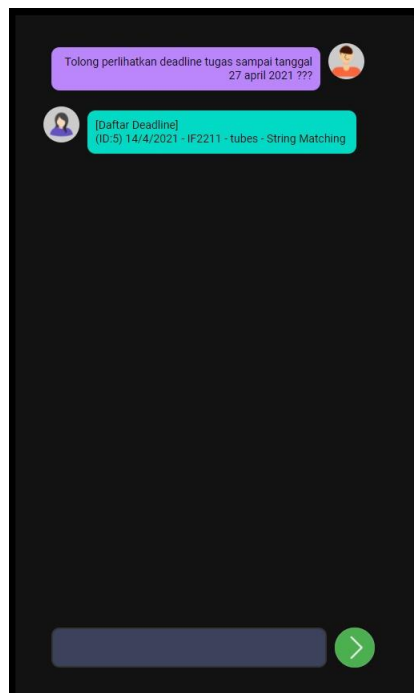 Tolong perlihatkan deadline tugas sampai tanggal
27 april 2021 ???
[Daftar Deadline]
(ID:5) 14/4/2021 - IF2211 - tubes - String Matching